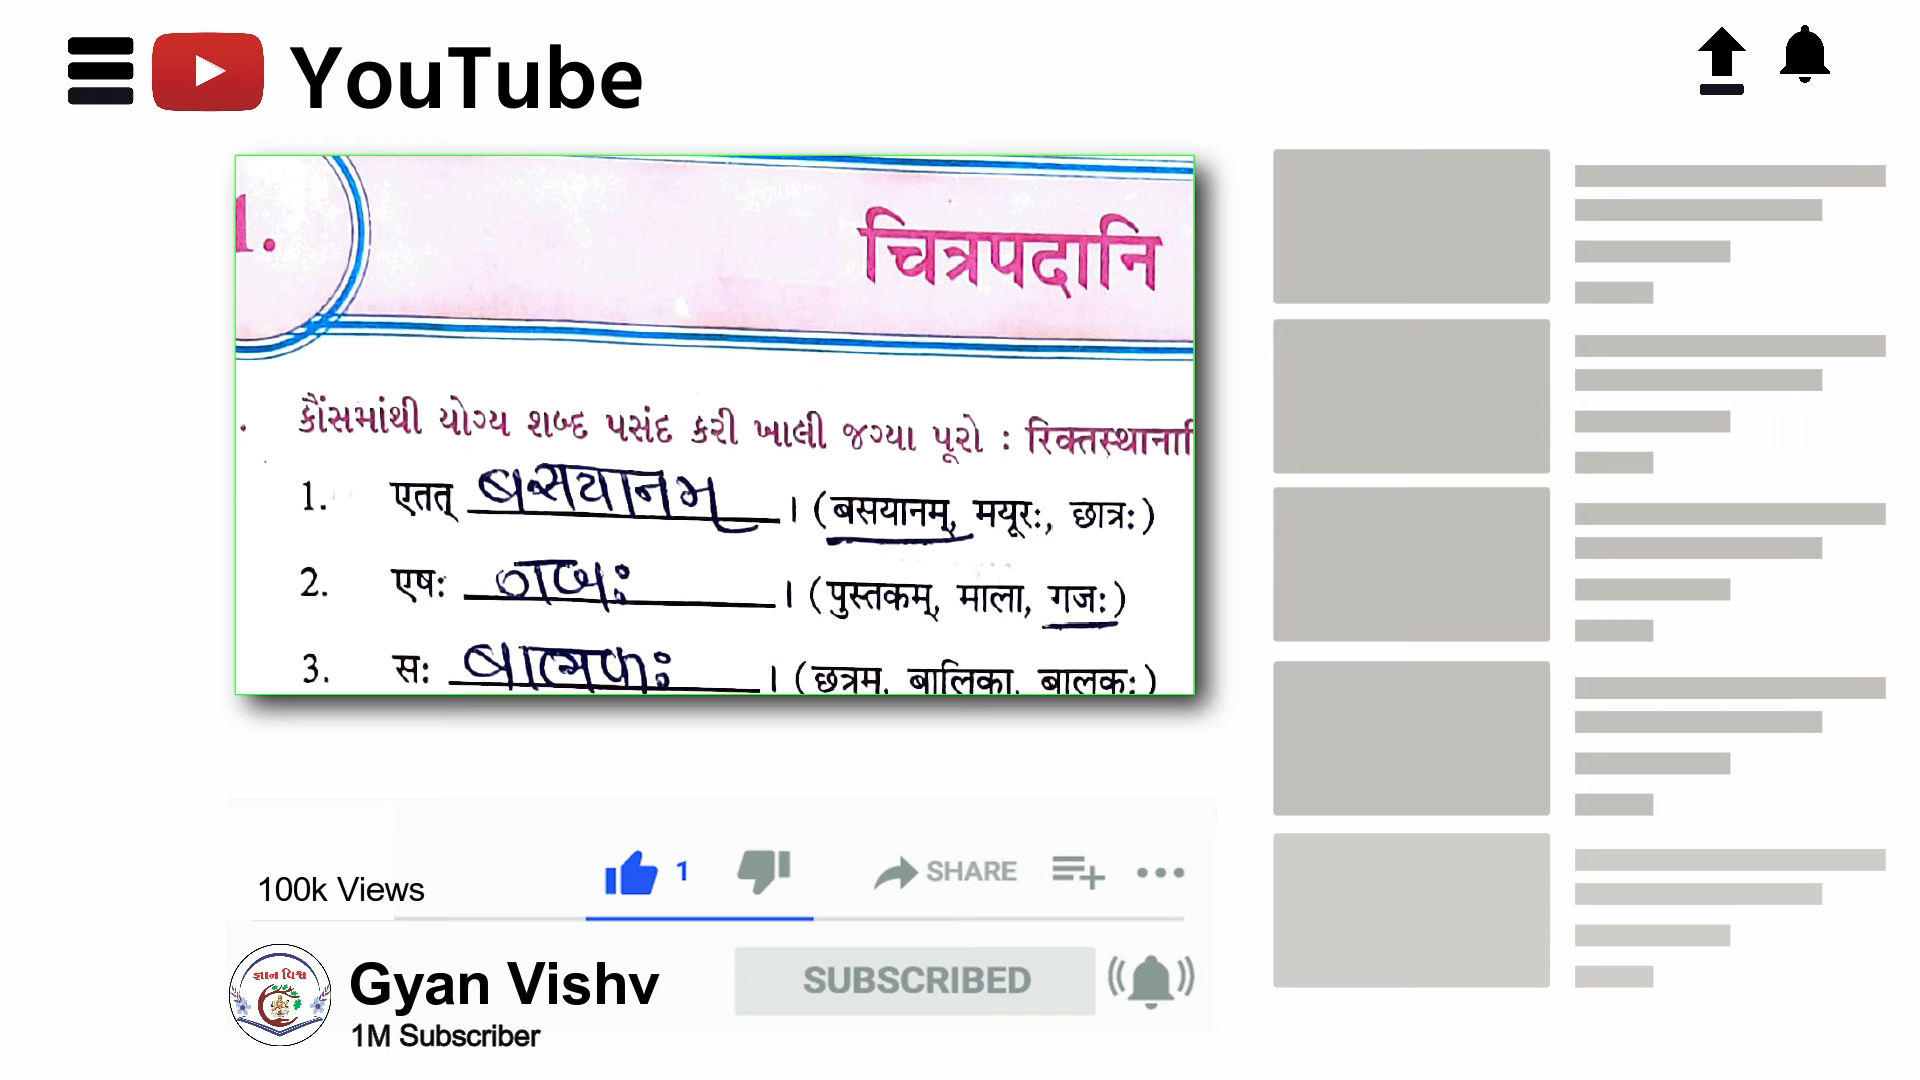 YouTube
1.
चित्रपदानि
. કૌંસમાંથી યોગ્ય શબ્દ પસંદ કરી ખાલી જગ્યા પૂરો :
1. एतत् बसयानम् । (बसयानम्, मयूरः, छात्रः)
2. एषः गजः । (पुस्तकम्, माला, गजः)
3. सः बालकः । (छत्रम्, बालिका, बालकः)
100k Views
1
SHARE
જ્ઞાન વિશ્વ
Gyan Vishv
1M Subscriber
SUBSCRIBED